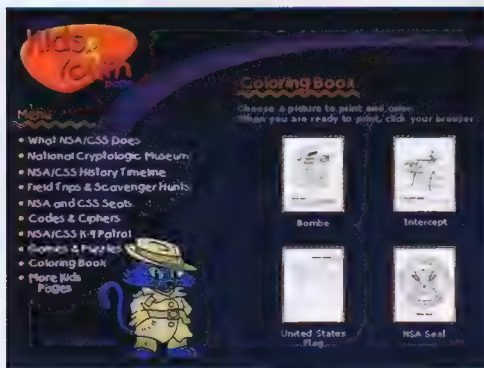 Kids
Youth
Page
Menu
• What NSA/CSS Does
• National Cryptologic Museum
• NSA/CSS History Timeline
• Field Trips & Scavenger Hunts
• NSA and CSS Seals
• Codes & Ciphers
• NSA/CSS K-9 Patrol
• Games & Puzzles
• Coloring Book
• More Kids
Pages
Coloring Book
Choose a picture to print and color.
When you are ready to print, click your browser
Bombe
Intercept
United States
Flag
NSA Seal